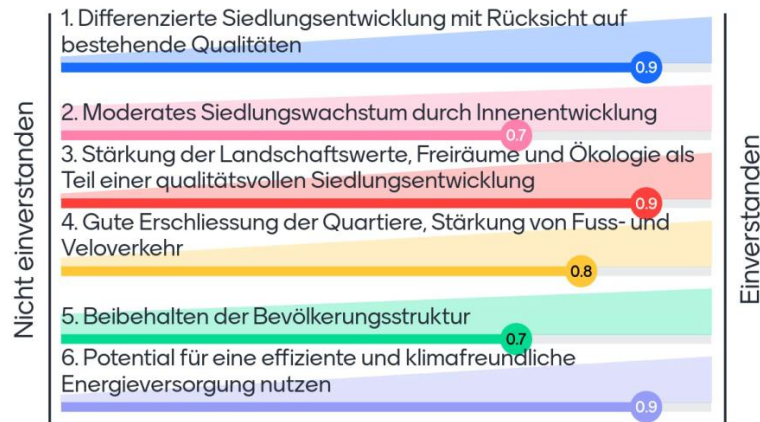 1. Differenzierte Siedlungsentwicklung mit Rücksicht auf
bestehende Qualitäten
0.9
2. Moderates Siedlungswachstum durch Innenentwicklung
0.7
3. Stärkung der Landschaftswerte, Freiräume und Ökologie als
Teil einer qualitätsvollen Siedlungsentwicklung
0.9
4. Gute Erschliessung der Quartiere, Stärkung von Fuss- und
Veloverkehr
0.8
5. Beibehalten der Bevölkerungsstruktur
0.7
6. Potential für eine effiziente und klimafreundliche
Energieversorgung nutzen
0.9
Nicht einverstanden
Einverstanden